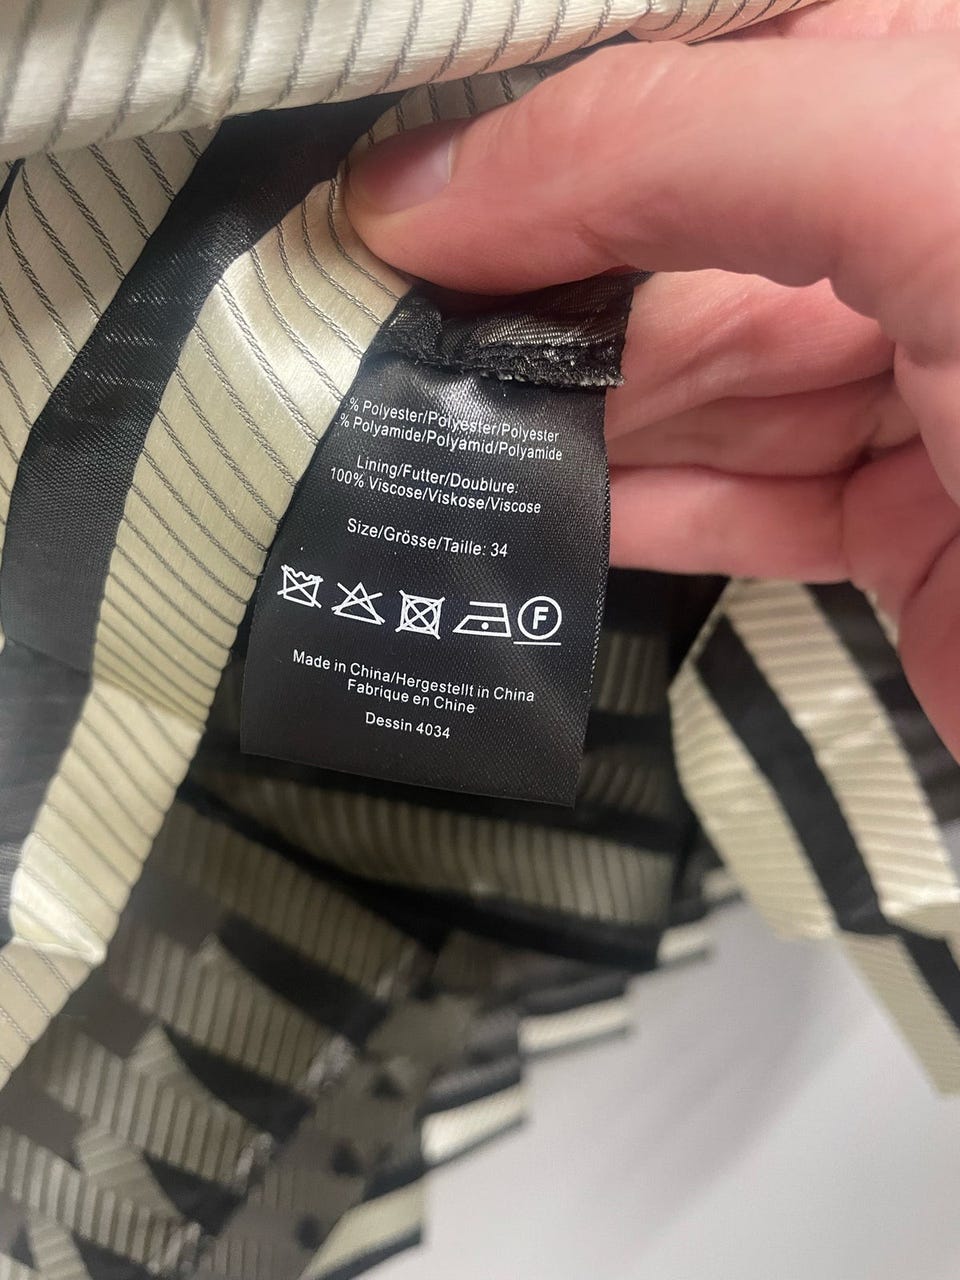 % Polyester/Polyester/Polyester
% Polyamide/Polyamid/Polyamide
Lining/Futter/Doublure:
100% Viscose/Viskose/Viscose
Size/Grösse/Taille: 34
F
Made in China/Hergestellt in China
Fabrique en Chine
Dessin 4034